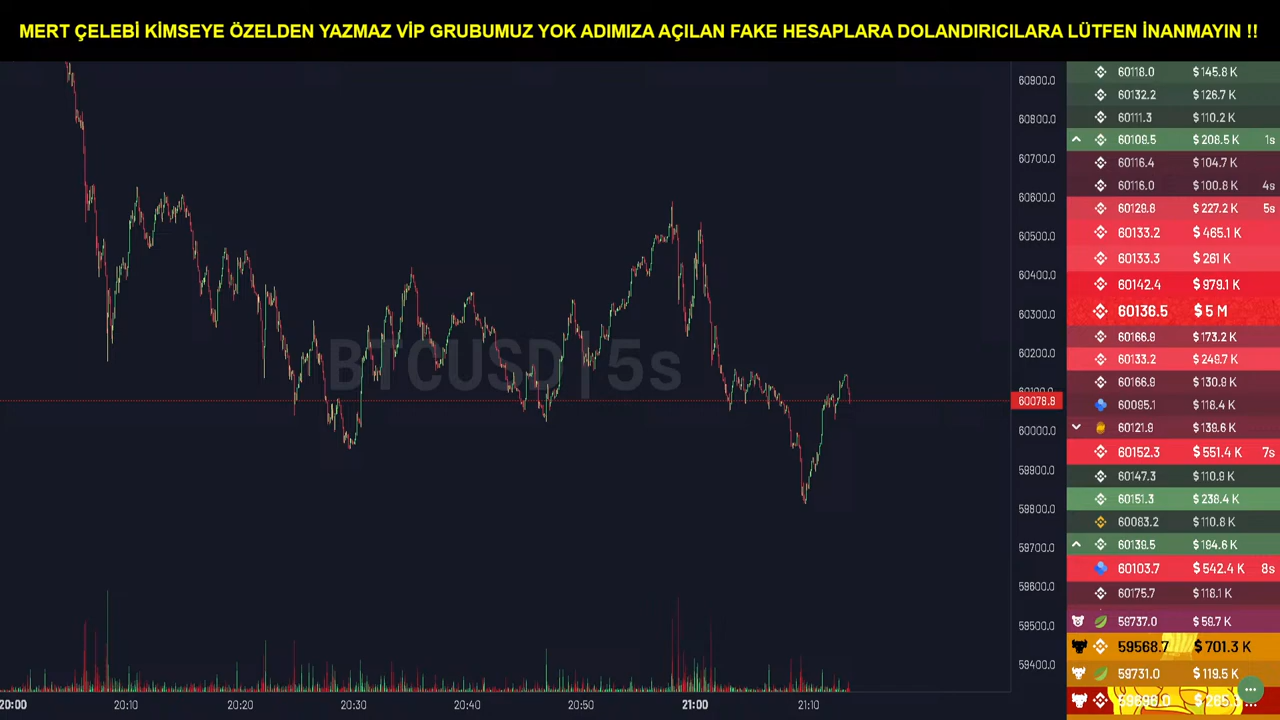 MERT ÇELEBİ KİMSEYE ÖZELDEN YAZMAZ VİP GRUBUMUZ YOK ADIMIZA AÇILAN FAKE HESAPLARA DOLANDIRICILARA LÜTFEN İNANMAYIN !!
60900.0
60800.0
60700.0
60600.0
60500.0
60400.0
60300.0
60200.0
60078.8
60000.0
59900.0
59800.0
59700.0
59600.0
59500.0
59400.0
BTCUSD|5s
20:00 20:10 20:20 20:30 20:40 20:50 21:00 21:10
60118.0 $145.8 K
60132.2 $126.7 K
60111.3 $110.2 K
60109.5 $208.5 K 1s
60116.4 $104.7 K
60116.0 $100.8 K 4s
60129.8 $227.2 K 5s
60133.2 $465.1 K
60133.3 $261 K
60142.4 $979.1 K
60136.5 $5 M
60166.9 $173.2 K
60133.2 $249.7 K
60166.9 $130.9 K
60095.1 $118.4 K
60121.9 $139.6 K
60152.3 $551.4 K 7s
60147.3 $110.9 K
60151.3 $238.4 K
60083.2 $110.8 K
60139.5 $194.6 K
60103.7 $542.4 K 8s
60175.7 $118.1 K
59737.0 $59.7 K
59568.7 $701.3 K
59731.0 $119.5 K